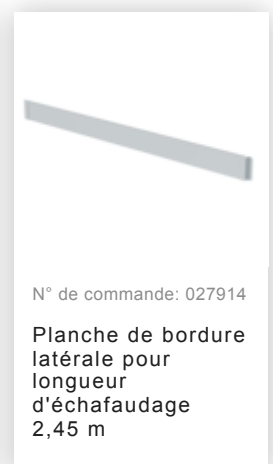 N° de commande: 027914
Planche de bordure
latérale pour
longueur
d'échafaudage
2,45 m